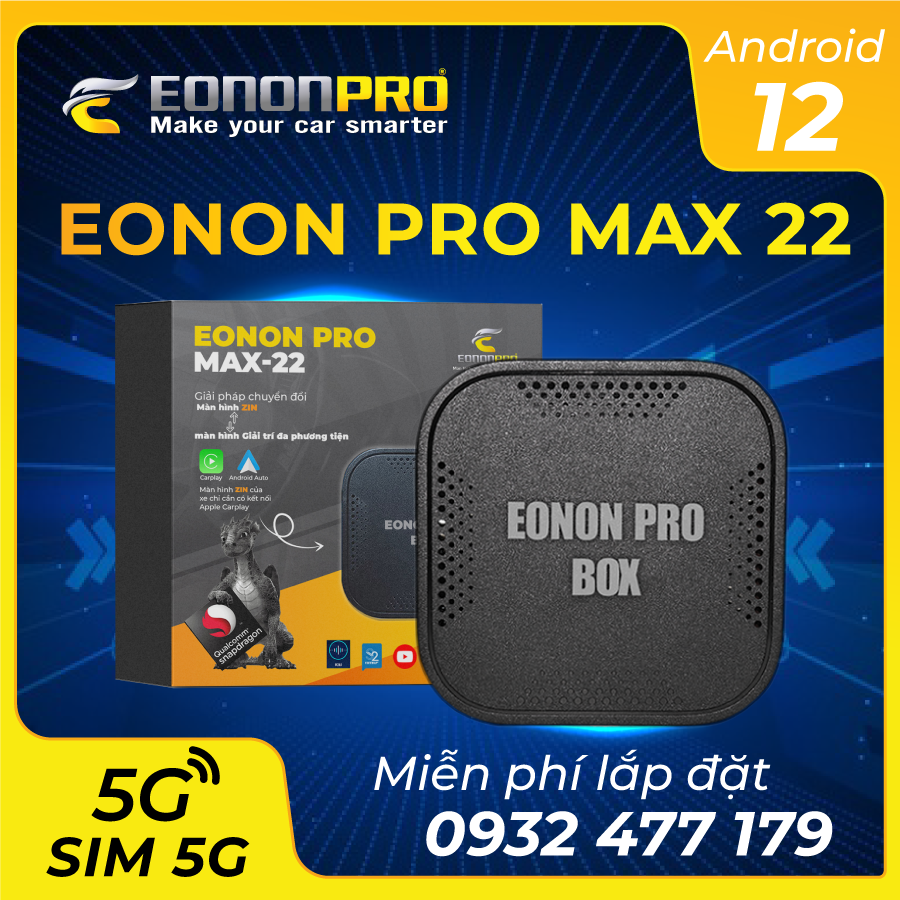 EONONPRO®
Make your car smarter
Android
12
EONON PRO MAX 22
EONON PRO
MAX-22
EONONPRO
Giải pháp chuyển đổi
Màn hình ZIN
màn hình Giải trí đa phương tiện
Carplay
Android Auto
Màn hình ZIN của
xe chỉ cần có kết nối
Apple Carplay
Qualcomm
snapdragon
EONON PRO
BOX
5G
SIM 5G
Miễn phí lắp đặt
0932 477 179